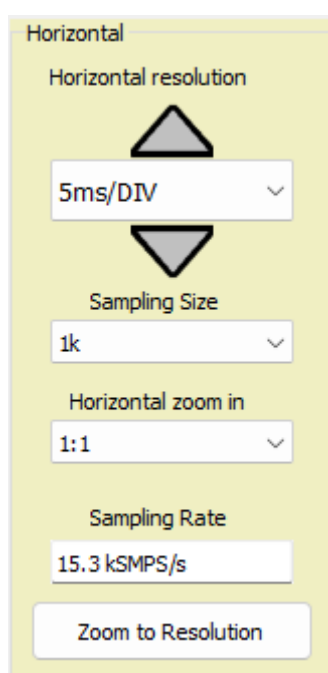 Horizontal
Horizontal resolution
5ms/DIV
Sampling Size
1k
Horizontal zoom in
1:1
Sampling Rate
15.3 kSMPS/s
Zoom to Resolution